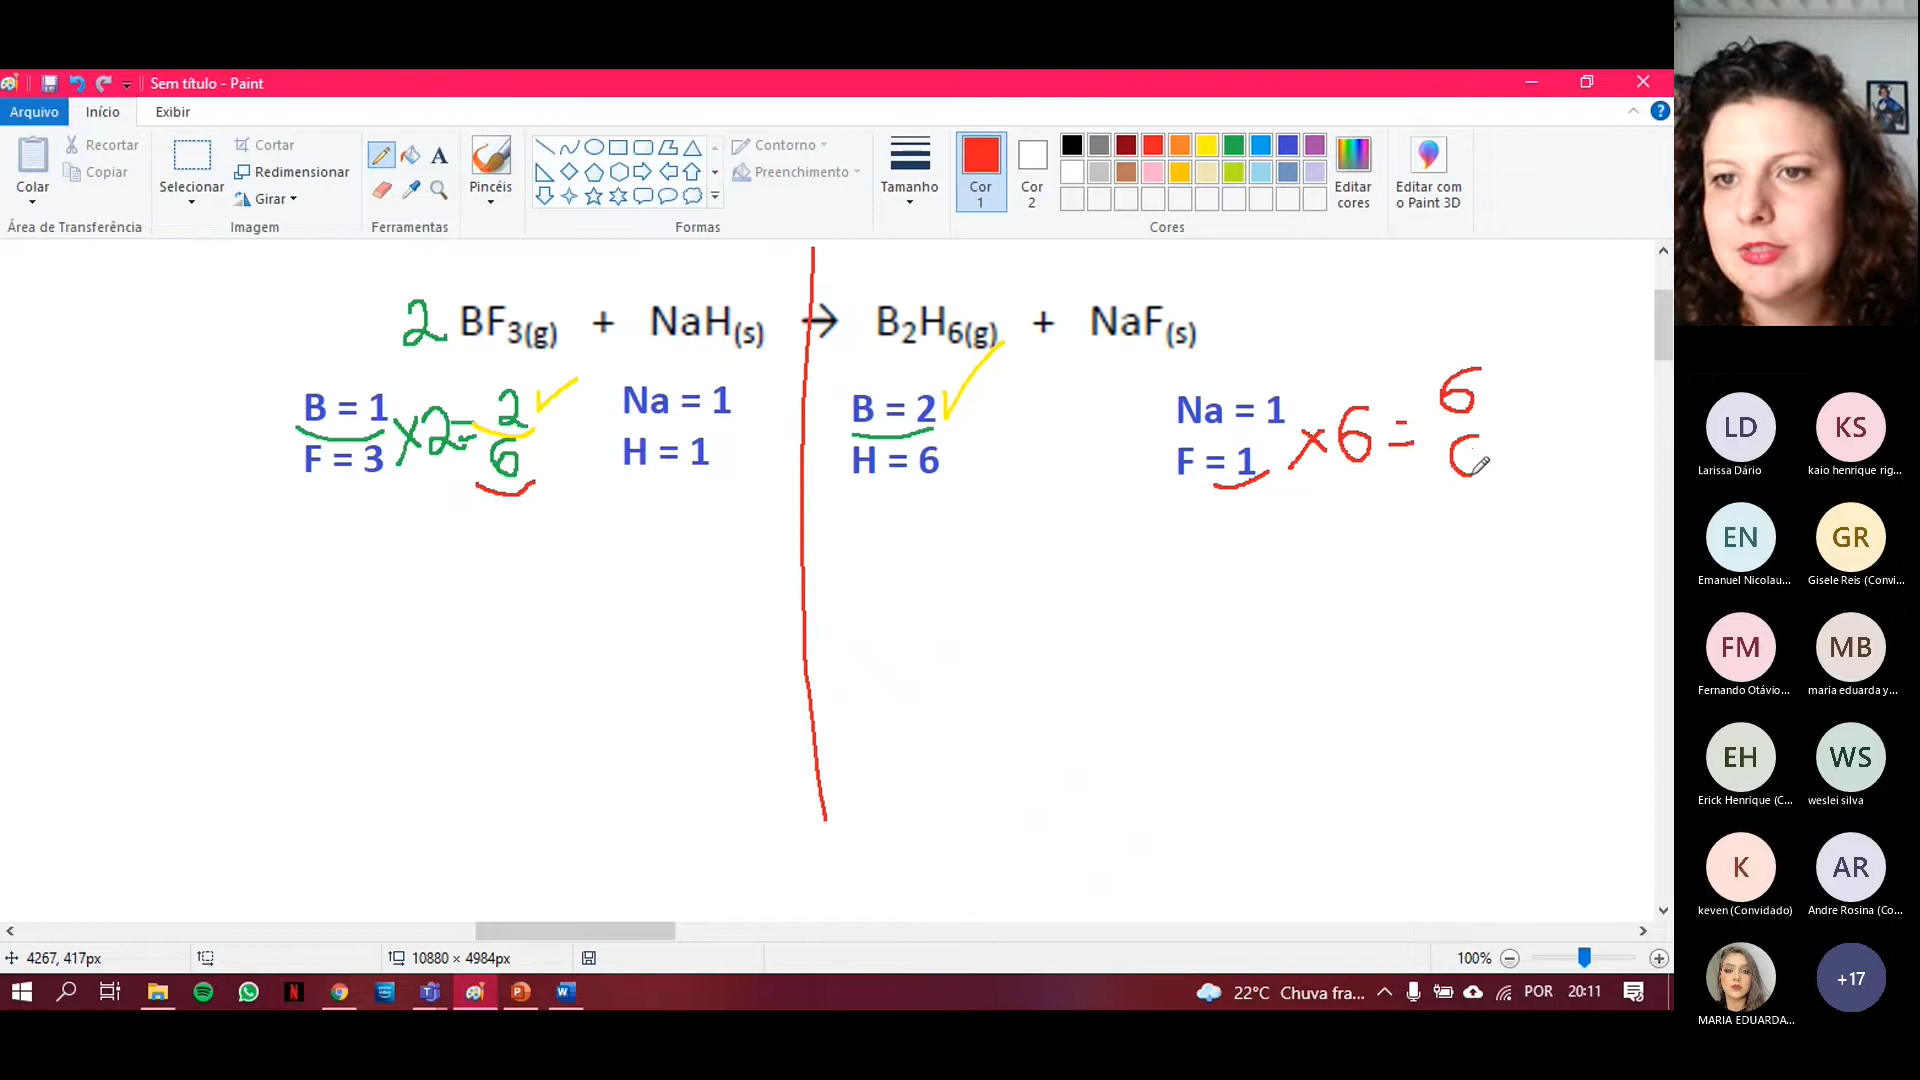 Sem título - Paint
Arquivo Início Exibir
Colar
Recortar
Copiar
Área de Transferência
Selecionar
Cortar
Redimensionar
Girar
Imagem
A
Ferramentas
Pincéis
Contorno
Preenchimento
Formas
Tamanho
Cor 1
Cor 2
Editar cores
Editar com o Paint 3D
Cores
2 BF3(g) + NaH(s) → B2H6(g) + NaF(s)
B = 1 ×2= 2
F = 3 6
Na = 1
H = 1
B = 2
H = 6
Na = 1 ×6 = 6
F = 1
LD
Larissa Dário
KS
kaio henrique rig...
EN
Emanuel Nicolau...
GR
Gisele Reis (Convi...
FM
Fernando Otávio...
MB
maria eduarda y...
EH
Erick Henrique (C...
WS
weslei silva
K
keven (Convidado)
AR
Andre Rosina (Co...
MARIA EDUARDA...
+17
4267, 417px
10880 × 4984px
100%
22°C Chuva fra...
POR
20:11